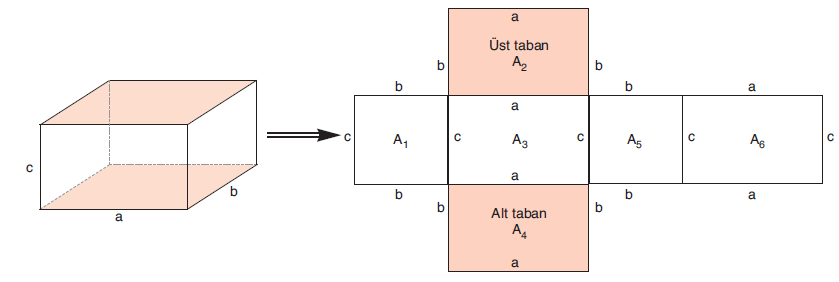 a
Üst taban
A2
b b
b b a
a
c c c c c
A1 A3 A5 A6
a
b b a
b b
Alt taban
A4
a
c
b
a